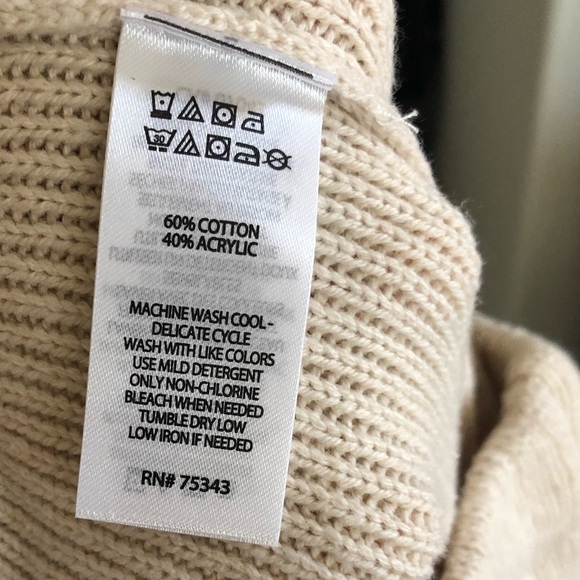 30
60% COTTON
40% ACRYLIC
MACHINE WASH COOL -
DELICATE CYCLE
WASH WITH LIKE COLORS
USE MILD DETERGENT
ONLY NON-CHLORINE
BLEACH WHEN NEEDED
TUMBLE DRY LOW
LOW IRON IF NEEDED
RN# 75343